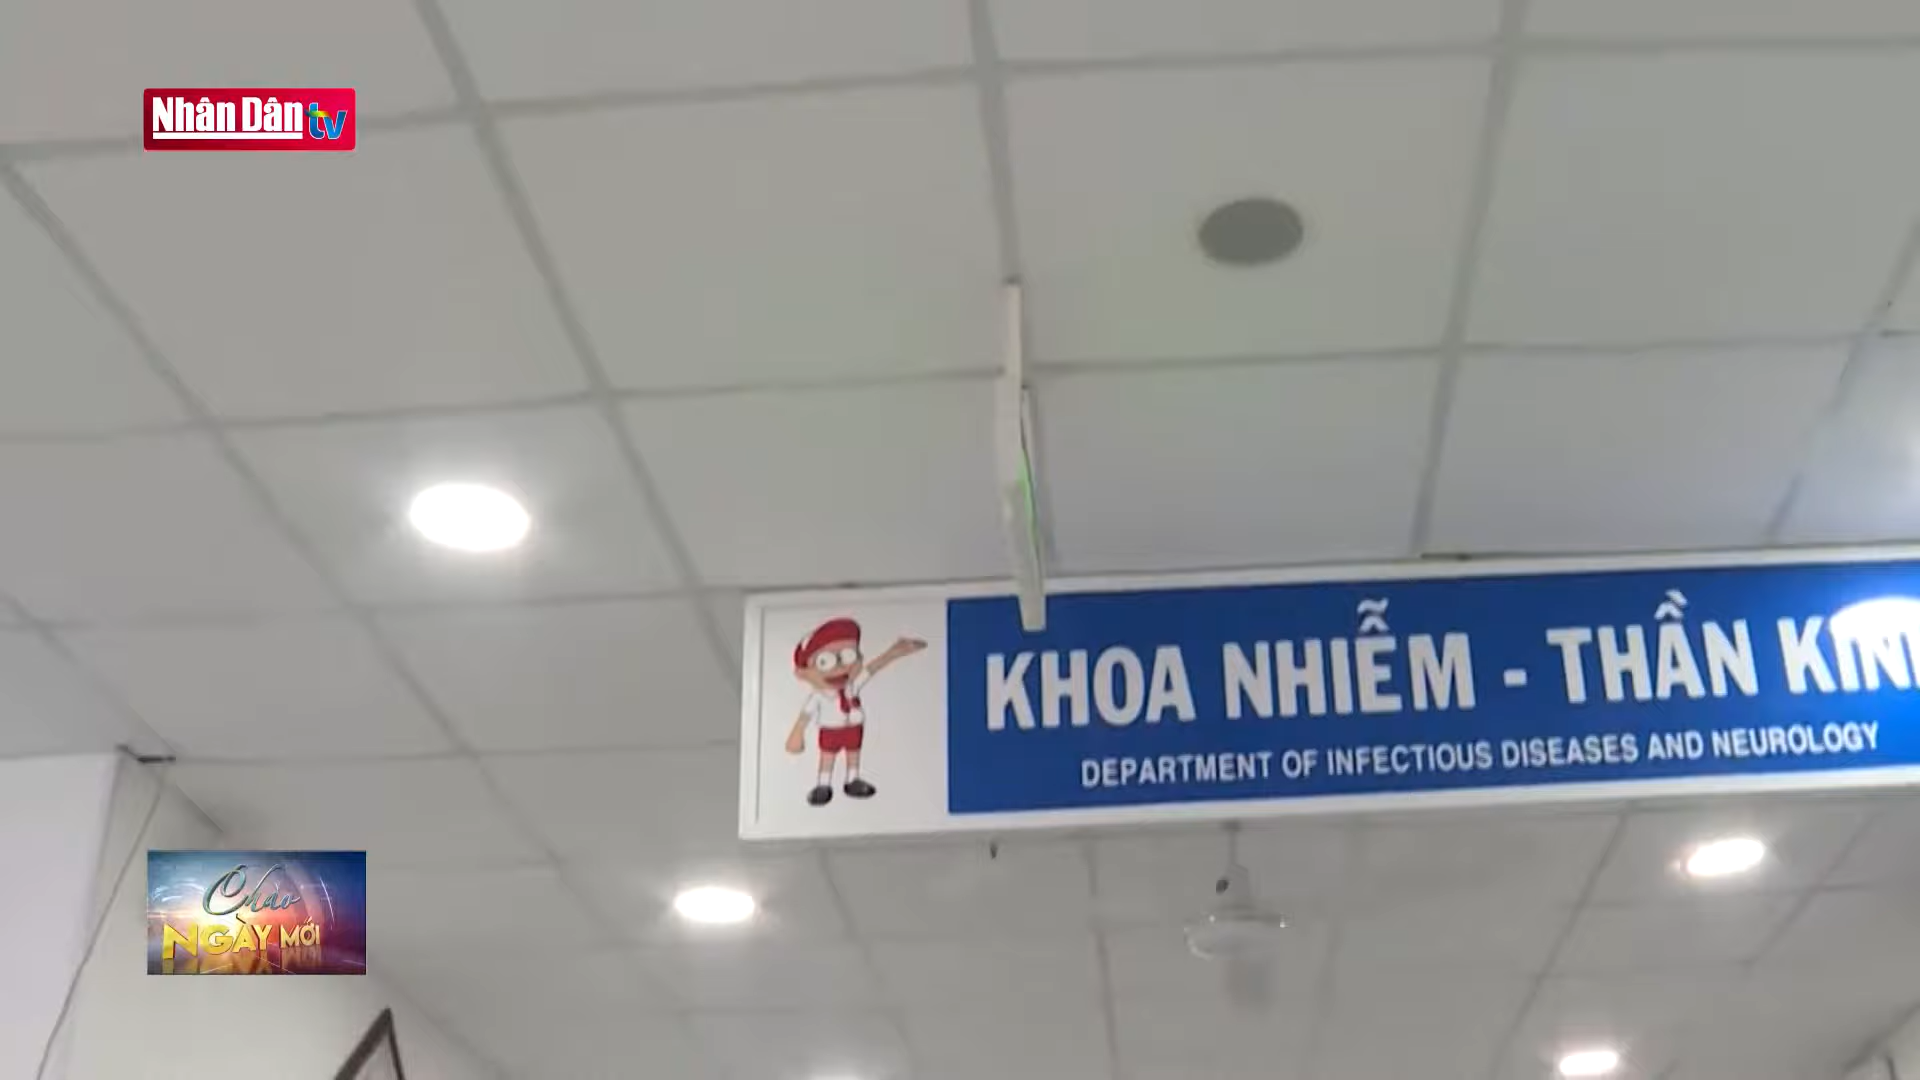 Nhân Dân tv
KHOA NHIỄM - THẦN KIN
DEPARTMENT OF INFECTIOUS DISEASES AND NEUROLOGY
Chào
NGÀY MỚI